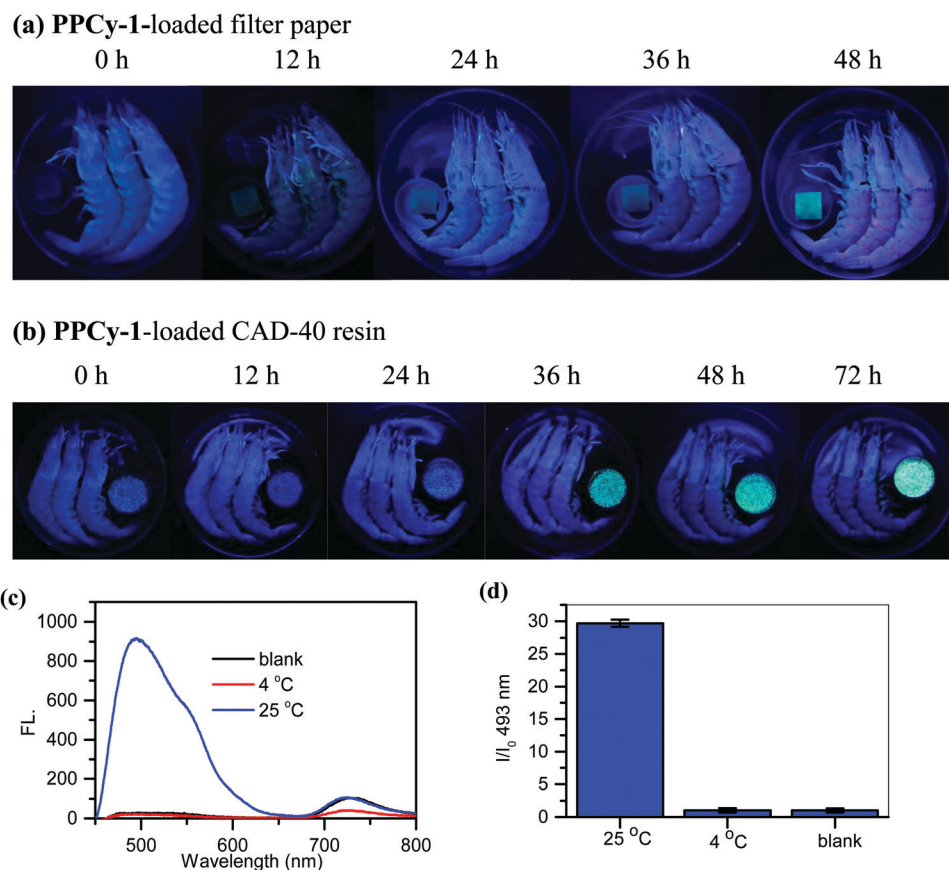 (a) PPCy-1-loaded filter paper
0 h 12 h 24 h 36 h 48 h
(b) PPCy-1-loaded CAD-40 resin
0 h 12 h 24 h 36 h 48 h 72 h
(c)
1000
800
600
400
200
0
FL.
blank
4 °C
25 °C
500 600 700 800
Wavelength (nm)
(d)
30
25
20
15
10
5
0
I/I₀ 493 nm
25 °C 4 °C blank